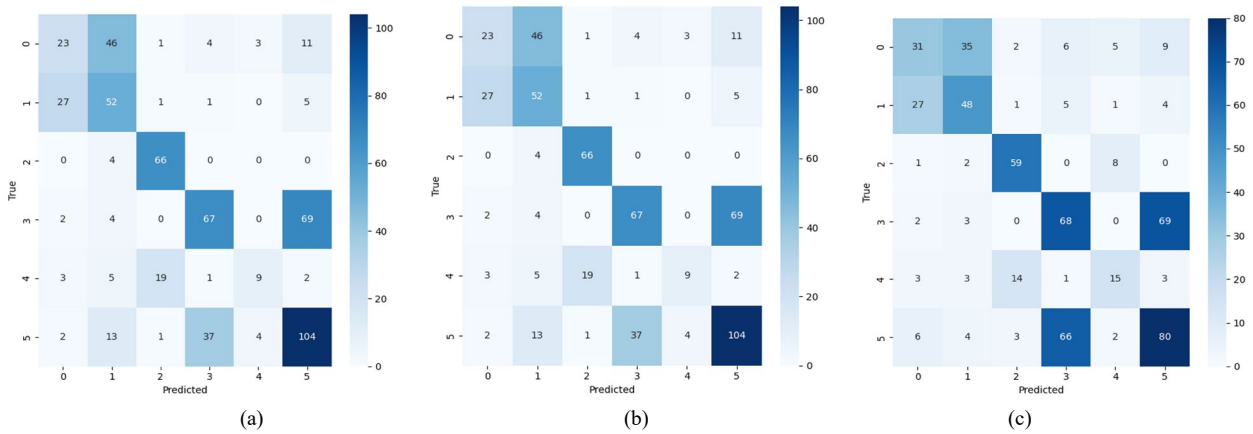 0 23 46 1 4 3 11
1 27 52 1 1 0 5
2 0 4 66 0 0 0
3 2 4 0 67 0 69
4 3 5 19 1 9 2
5 2 13 1 37 4 104
0 1 2 3 4 5
True
Predicted
100
80
60
40
20
0
(a)
0 23 46 1 4 3 11
1 27 52 1 1 0 5
2 0 4 66 0 0 0
3 2 4 0 67 0 69
4 3 5 19 1 9 2
5 2 13 1 37 4 104
0 1 2 3 4 5
True
Predicted
100
80
60
40
20
0
(b)
0 31 35 2 6 5 9
1 27 48 1 5 1 4
2 1 2 59 0 8 0
3 2 3 0 68 0 69
4 3 3 14 1 15 3
5 6 4 3 66 2 80
0 1 2 3 4 5
True
Predicted
80
70
60
50
40
30
20
10
0
(c)